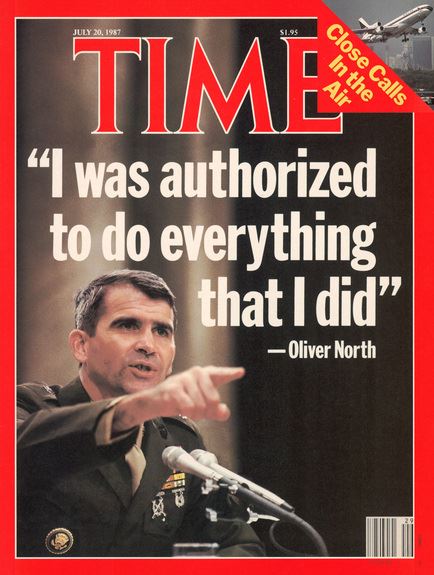 JULY 20, 1987
$1.95
TIME
Close Calls
In the
Air
“I was authorized
to do everything
that I did”
—Oliver North
29